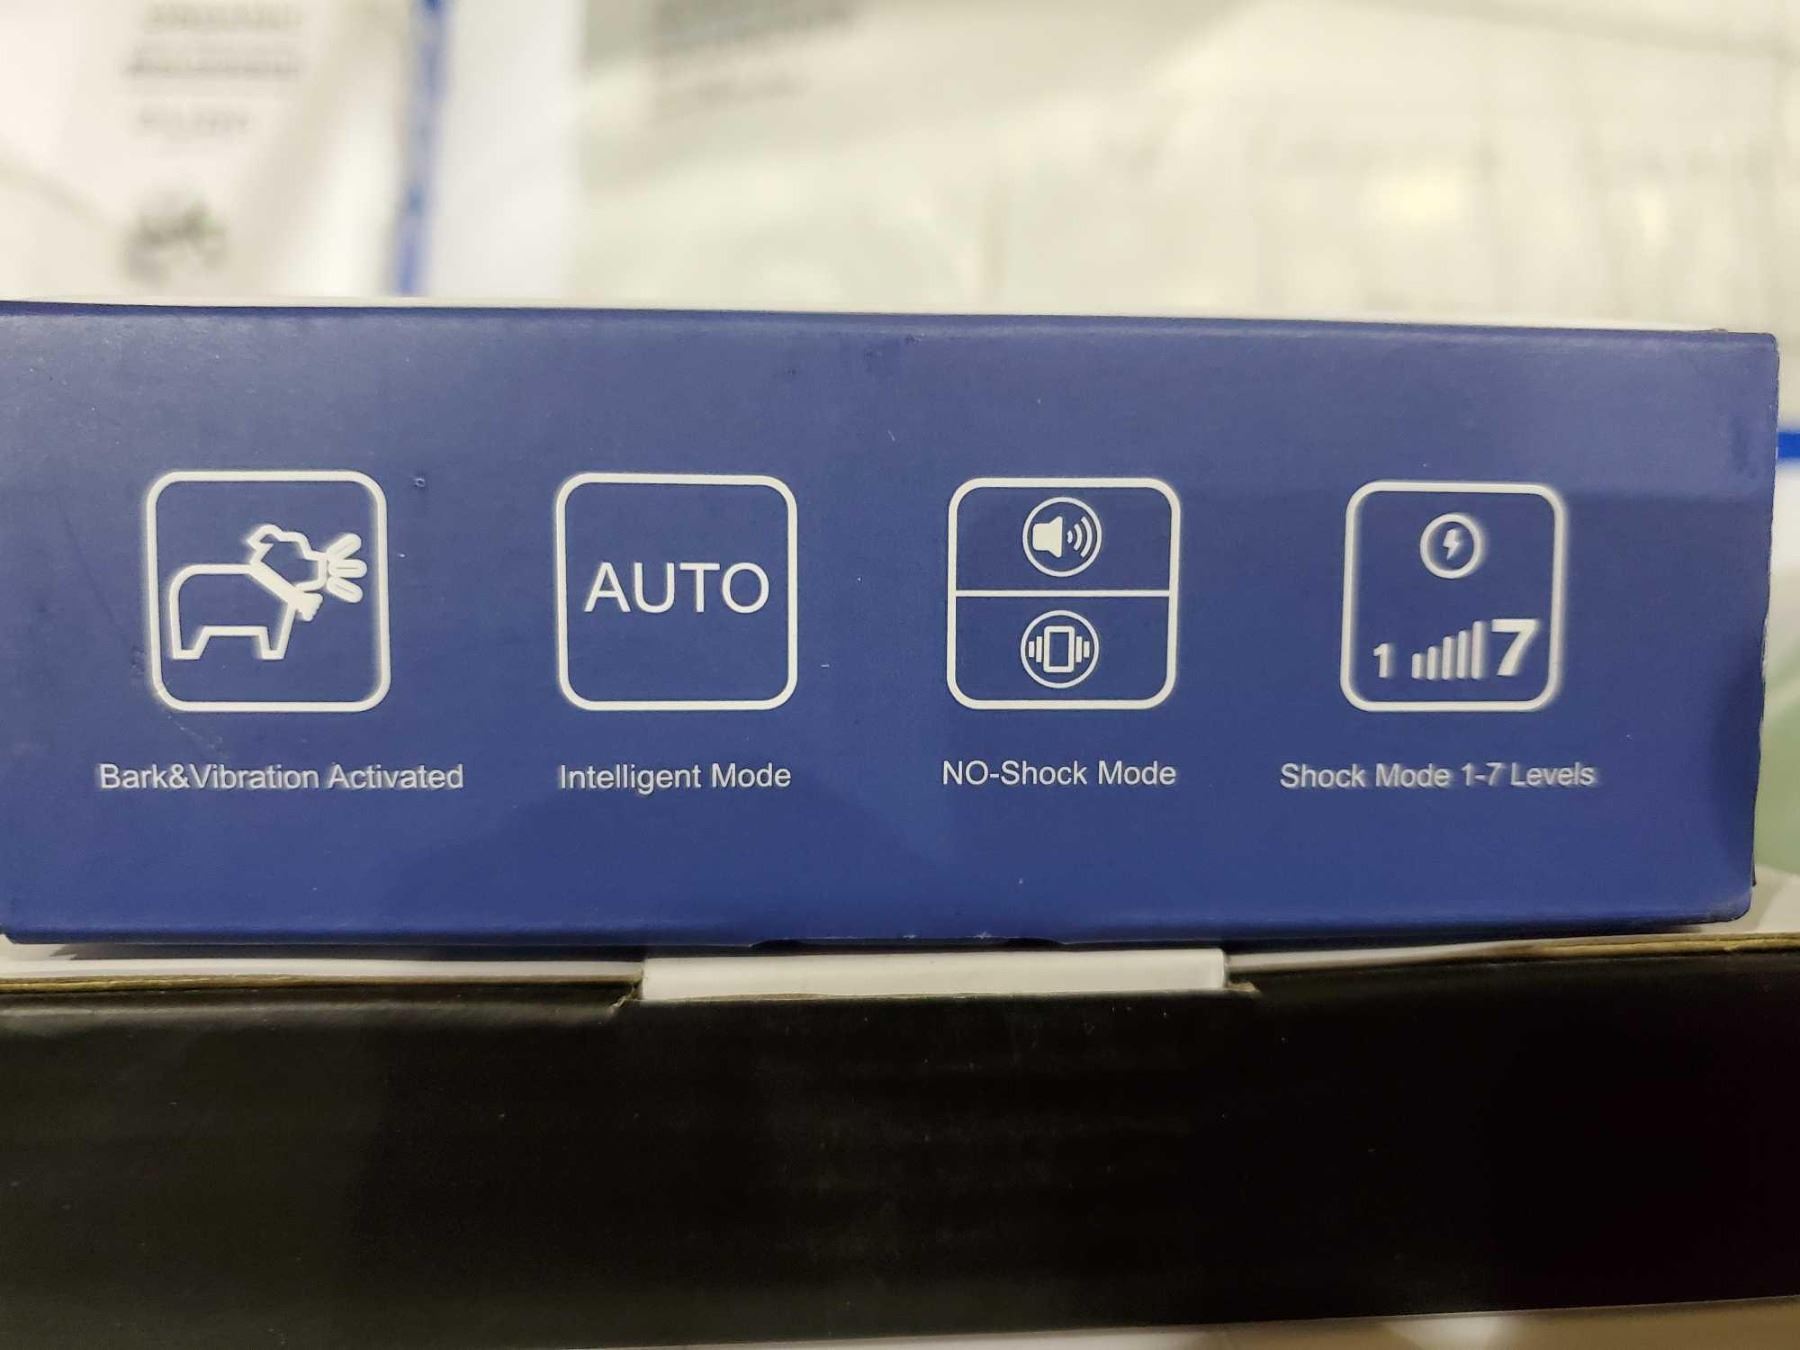 AUTO
1 7
Bark&Vibration Activated
Intelligent Mode
NO-Shock Mode
Shock Mode 1-7 Levels